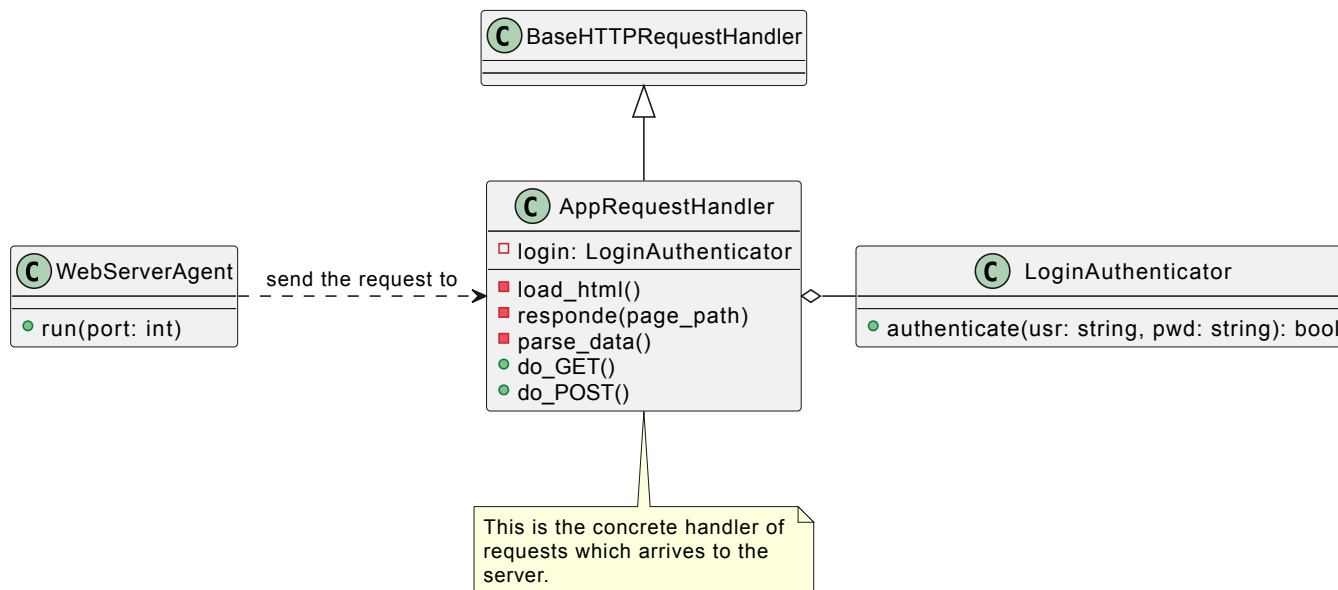 C BaseHTTPRequestHandler
C AppRequestHandler
login: LoginAuthenticator
load_html()
responde(page_path)
parse_data()
do_GET()
do_POST()
C WebServerAgent
run(port: int)
send the request to
C LoginAuthenticator
authenticate(usr: string, pwd: string): bool
This is the concrete handler of
requests which arrives to the
server.